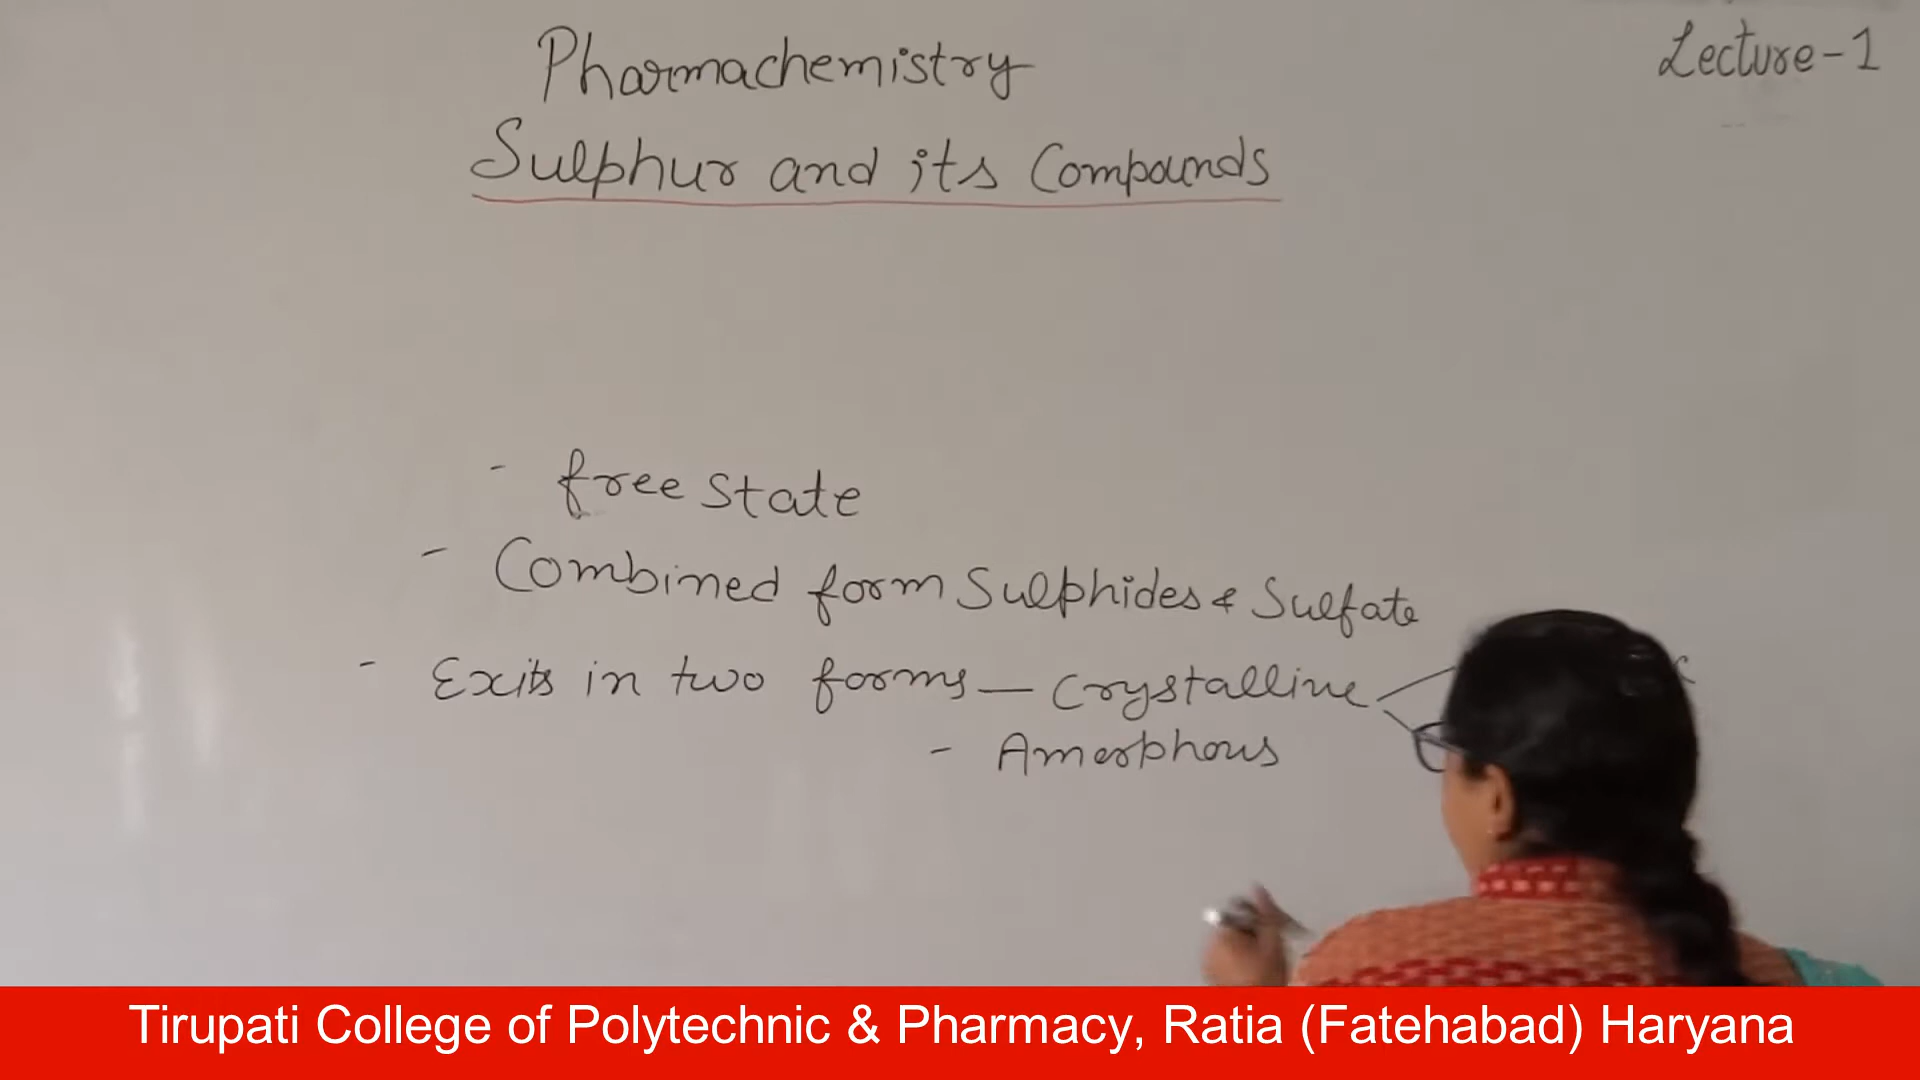 Lecture-1
Pharmachemistry
Sulphur and its Compounds
- free state
- Combined form Sulphides & Sulfate
- Exits in two forms — Crystalline
- Amorphous
Tirupati College of Polytechnic & Pharmacy, Ratia (Fatehabad) Haryana